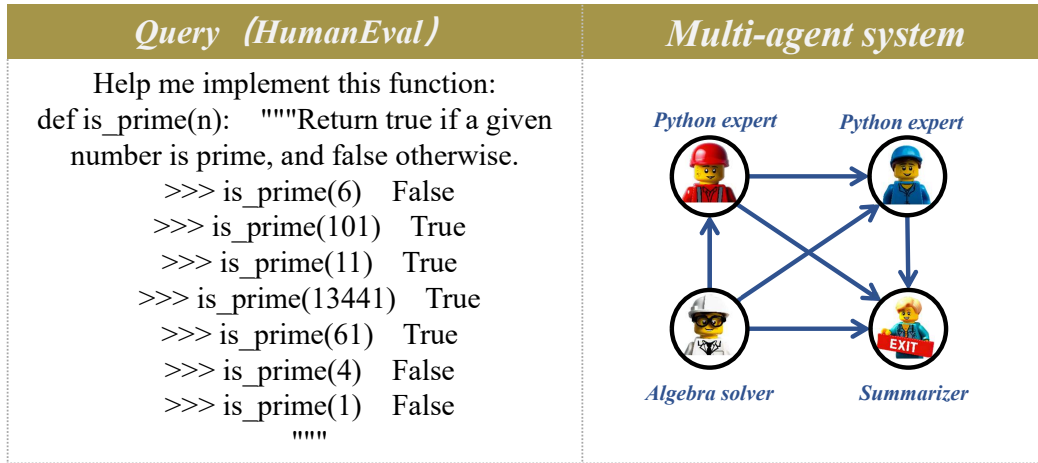 Query（HumanEval）
Multi-agent system
Help me implement this function:
def is_prime(n): """Return true if a given
number is prime, and false otherwise.
>>> is_prime(6) False
>>> is_prime(101) True
>>> is_prime(11) True
>>> is_prime(13441) True
>>> is_prime(61) True
>>> is_prime(4) False
>>> is_prime(1) False
"""
Python expert
Python expert
EXIT
Algebra solver
Summarizer